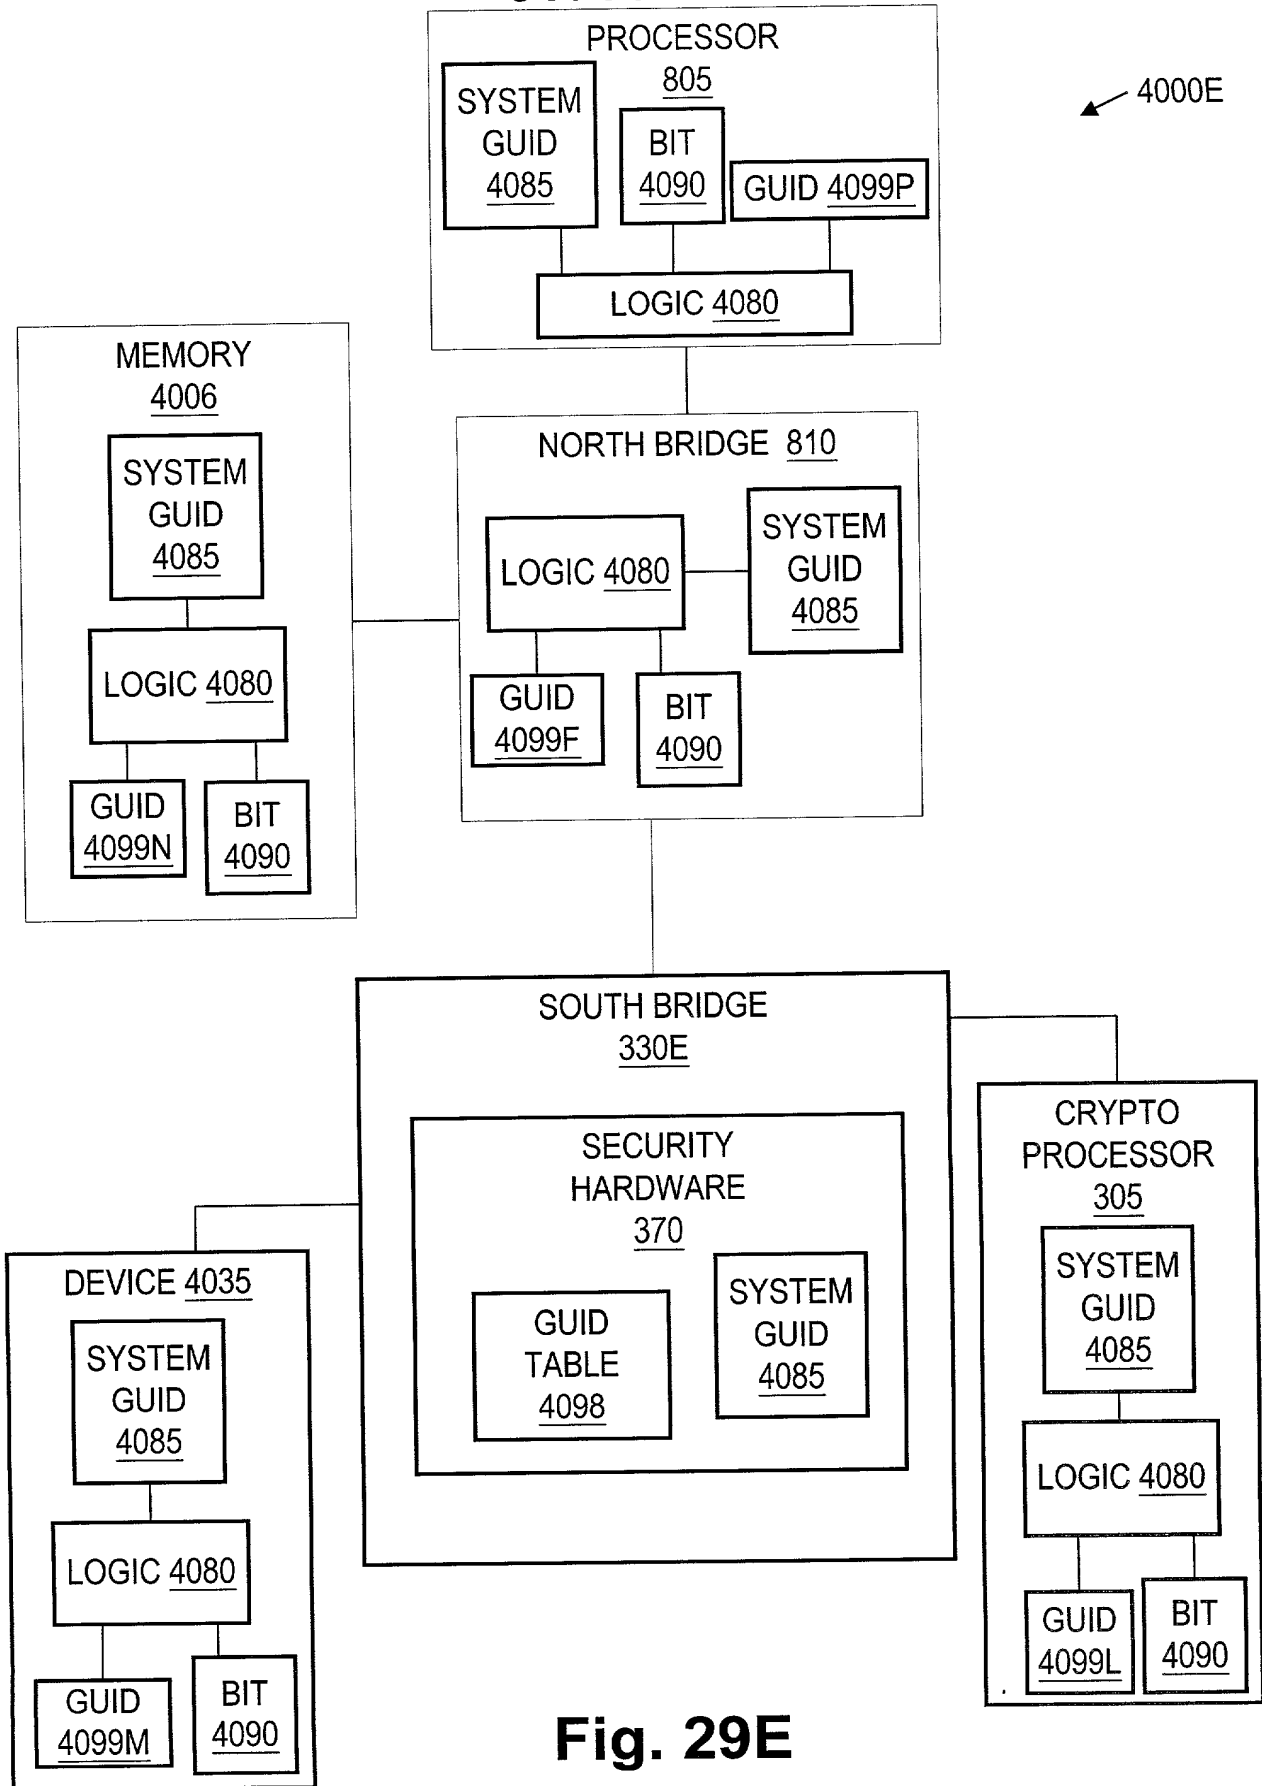 PROCESSOR
805
4000E
SYSTEM
GUID
4085
BIT
4090
GUID 4099P
LOGIC 4080
MEMORY
4006
SYSTEM
GUID
4085
LOGIC 4080
GUID
4099N
BIT
4090
NORTH BRIDGE 810
LOGIC 4080
SYSTEM
GUID
4085
GUID
4099F
BIT
4090
SOUTH BRIDGE
330E
SECURITY
HARDWARE
370
GUID
TABLE
4098
SYSTEM
GUID
4085
CRYPTO
PROCESSOR
305
SYSTEM
GUID
4085
LOGIC 4080
GUID
4099L
BIT
4090
DEVICE 4035
SYSTEM
GUID
4085
LOGIC 4080
GUID
4099M
BIT
4090
Fig. 29E